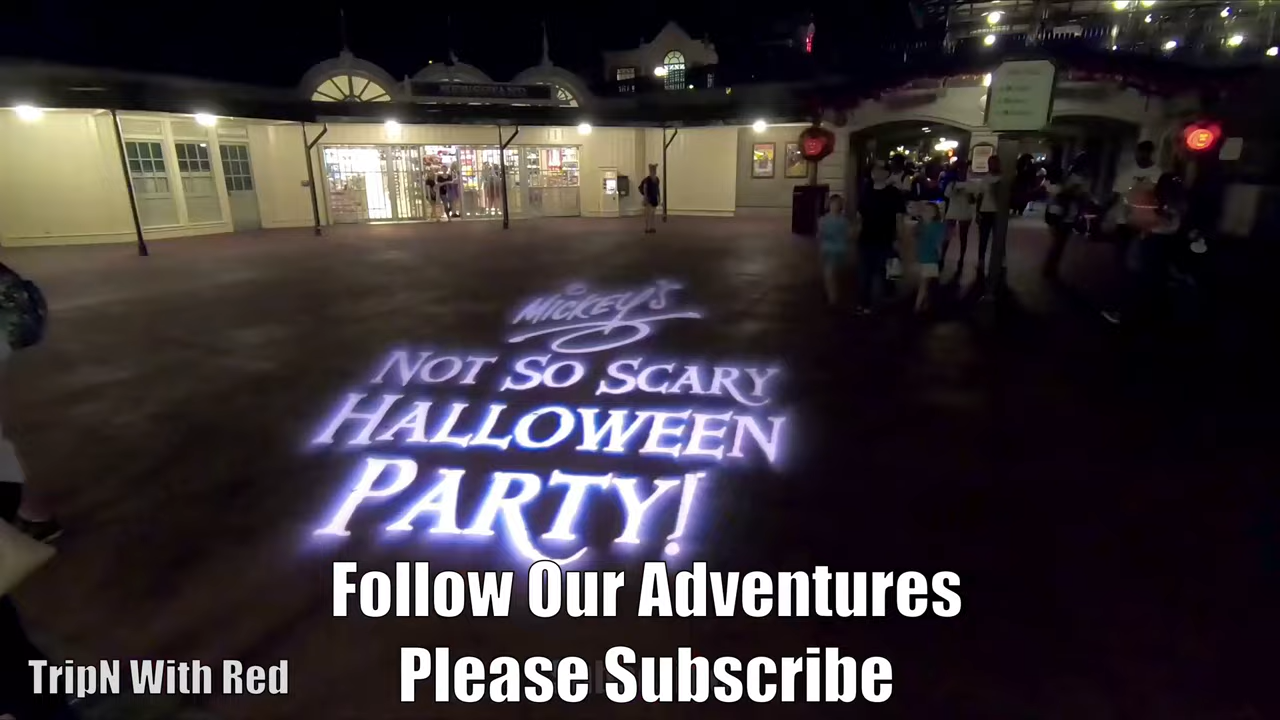 Mickey's
Not So Scary
Halloween
Party!
Follow Our Adventures
Please Subscribe
TripN With Red